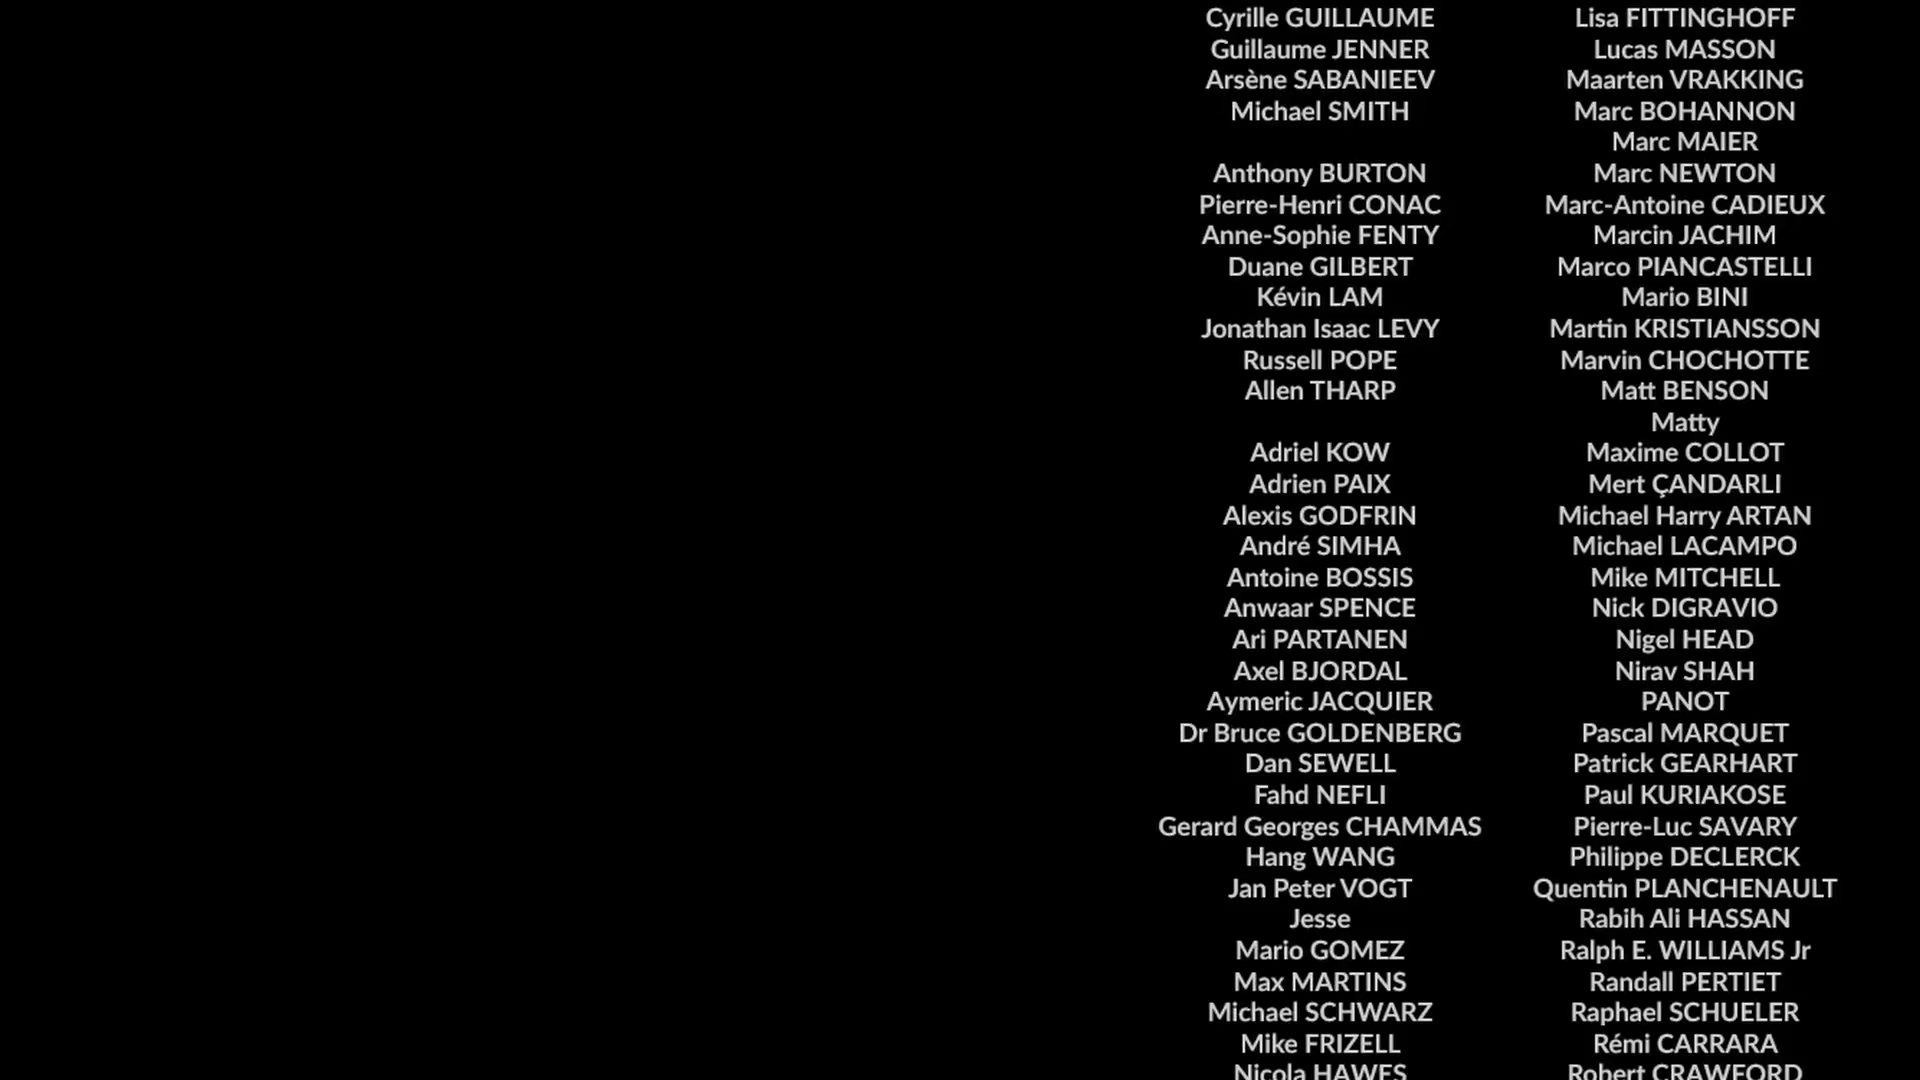 Cyrille GUILLAUME
Guillaume JENNER
Arsène SABANIEEV
Michael SMITH
Anthony BURTON
Pierre-Henri CONAC
Anne-Sophie FENTY
Duane GILBERT
Kévin LAM
Jonathan Isaac LEVY
Russell POPE
Allen THARP
Adriel KOW
Adrien PAIX
Alexis GODFRIN
André SIMHA
Antoine BOSSIS
Anwaar SPENCE
Ari PARTANEN
Axel BJORDAL
Aymeric JACQUIER
Dr Bruce GOLDENBERG
Dan SEWELL
Fahd NEFLI
Gerard Georges CHAMMAS
Hang WANG
Jan Peter VOGT
Jesse
Mario GOMEZ
Max MARTINS
Michael SCHWARZ
Mike FRIZELL
Nicola HAWES
Lisa FITTINGHOFF
Lucas MASSON
Maarten VRAKKING
Marc BOHANNON
Marc MAIER
Marc NEWTON
Marc-Antoine CADIEUX
Marcin JACHIM
Marco PIANCASTELLI
Mario BINI
Martin KRISTIANSSON
Marvin CHOCHOTTE
Matt BENSON
Matty
Maxime COLLOT
Mert ÇANDARLI
Michael Harry ARTAN
Michael LACAMPO
Mike MITCHELL
Nick DIGRAVIO
Nigel HEAD
Nirav SHAH
PANOT
Pascal MARQUET
Patrick GEARHART
Paul KURIAKOSE
Pierre-Luc SAVARY
Philippe DECLERCK
Quentin PLANCHENAULT
Rabih Ali HASSAN
Ralph E. WILLIAMS Jr
Randall PERTIET
Raphael SCHUELER
Rémi CARRARA
Robert CRAWFORD